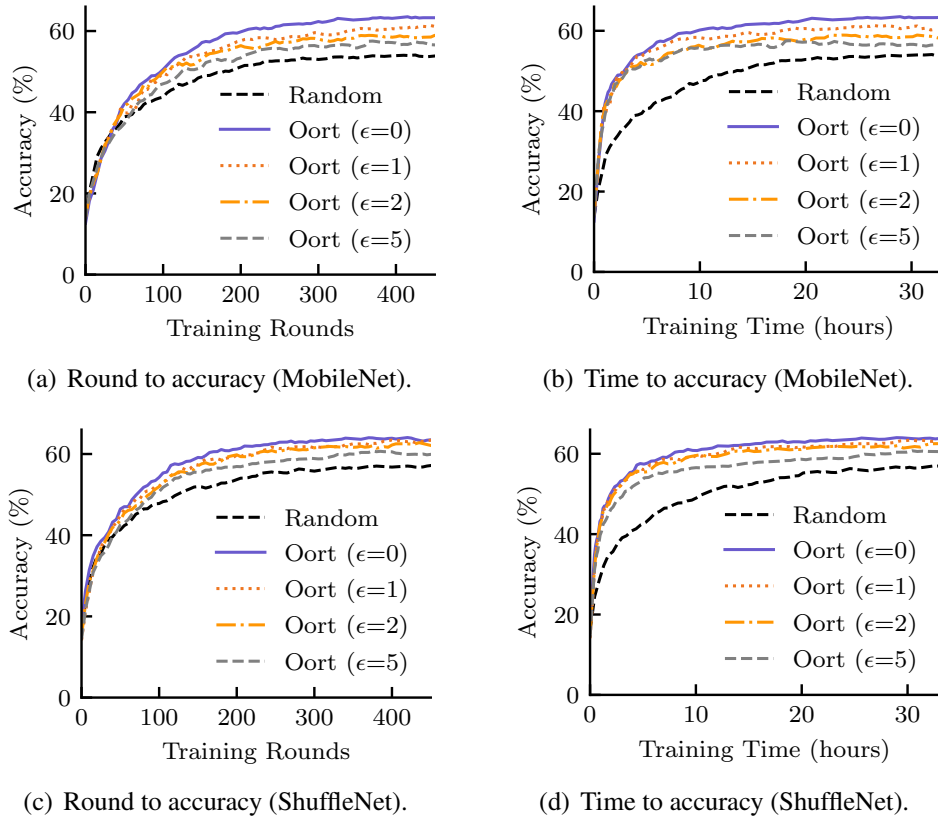 60
40
20
0
Accuracy (%)
Random
Oort (ϵ=0)
Oort (ϵ=1)
Oort (ϵ=2)
Oort (ϵ=5)
0 100 200 300 400
Training Rounds
(a) Round to accuracy (MobileNet).
60
40
20
0
Accuracy (%)
Random
Oort (ϵ=0)
Oort (ϵ=1)
Oort (ϵ=2)
Oort (ϵ=5)
0 10 20 30
Training Time (hours)
(b) Time to accuracy (MobileNet).
60
40
20
0
Accuracy (%)
Random
Oort (ϵ=0)
Oort (ϵ=1)
Oort (ϵ=2)
Oort (ϵ=5)
0 100 200 300 400
Training Rounds
(c) Round to accuracy (ShuffleNet).
60
40
20
0
Accuracy (%)
Random
Oort (ϵ=0)
Oort (ϵ=1)
Oort (ϵ=2)
Oort (ϵ=5)
0 10 20 30
Training Time (hours)
(d) Time to accuracy (ShuffleNet).